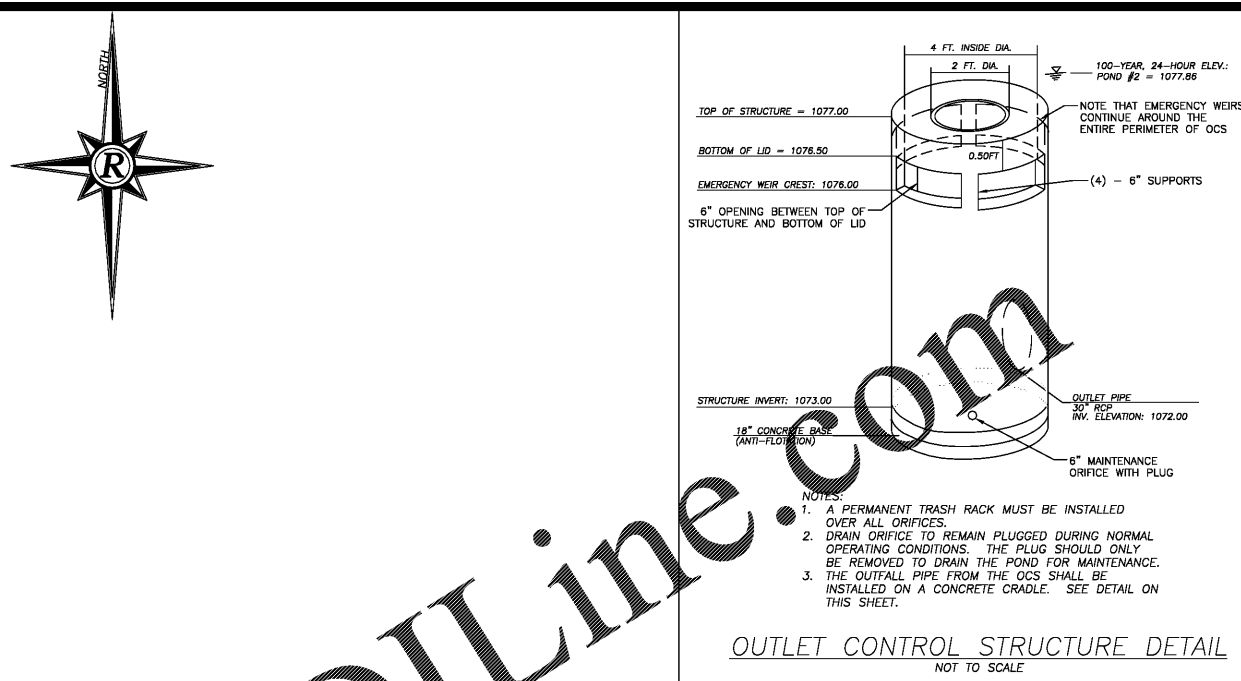 NORTH
R
4 FT. INSIDE DIA.
2 FT. DIA.
100-YEAR, 24-HOUR ELEV.:
POND #2 = 1077.86
TOP OF STRUCTURE = 1077.00
NOTE THAT EMERGENCY WEIRS
CONTINUE AROUND THE
ENTIRE PERIMETER OF OCS
BOTTOM OF LID = 1076.50
0.50FT
EMERGENCY WEIR CREST: 1076.00
(4) - 6" SUPPORTS
6" OPENING BETWEEN TOP OF
STRUCTURE AND BOTTOM OF LID
STRUCTURE INVERT: 1073.00
OUTLET PIPE
30" RCP
INV. ELEVATION: 1072.00
18" CONCRETE BASE
(ANTI-FLOTATION)
6" MAINTENANCE
ORIFICE WITH PLUG
NOTES:
1. A PERMANENT TRASH RACK MUST BE INSTALLED
OVER ALL ORIFICES.
2. DRAIN ORIFICE TO REMAIN PLUGGED DURING NORMAL
OPERATING CONDITIONS. THE PLUG SHOULD ONLY
BE REMOVED TO DRAIN THE POND FOR MAINTENANCE.
3. THE OUTFALL PIPE FROM THE OCS SHALL BE
INSTALLED ON A CONCRETE CRADLE. SEE DETAIL ON
THIS SHEET.
OUTLET CONTROL STRUCTURE DETAIL
NOT TO SCALE
Line.com